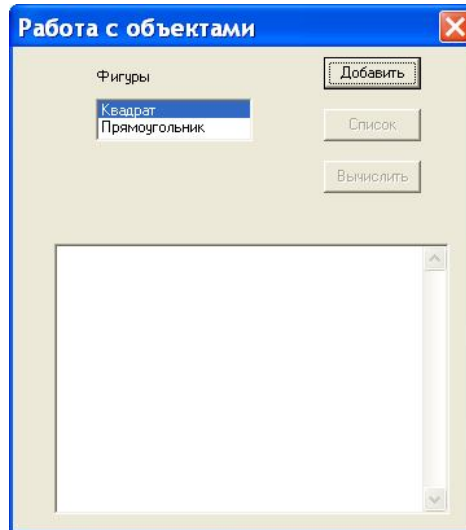 Работа с объектами
Фигуры
Добавить
Квадрат
Прямоугольник
Список
Вычислить